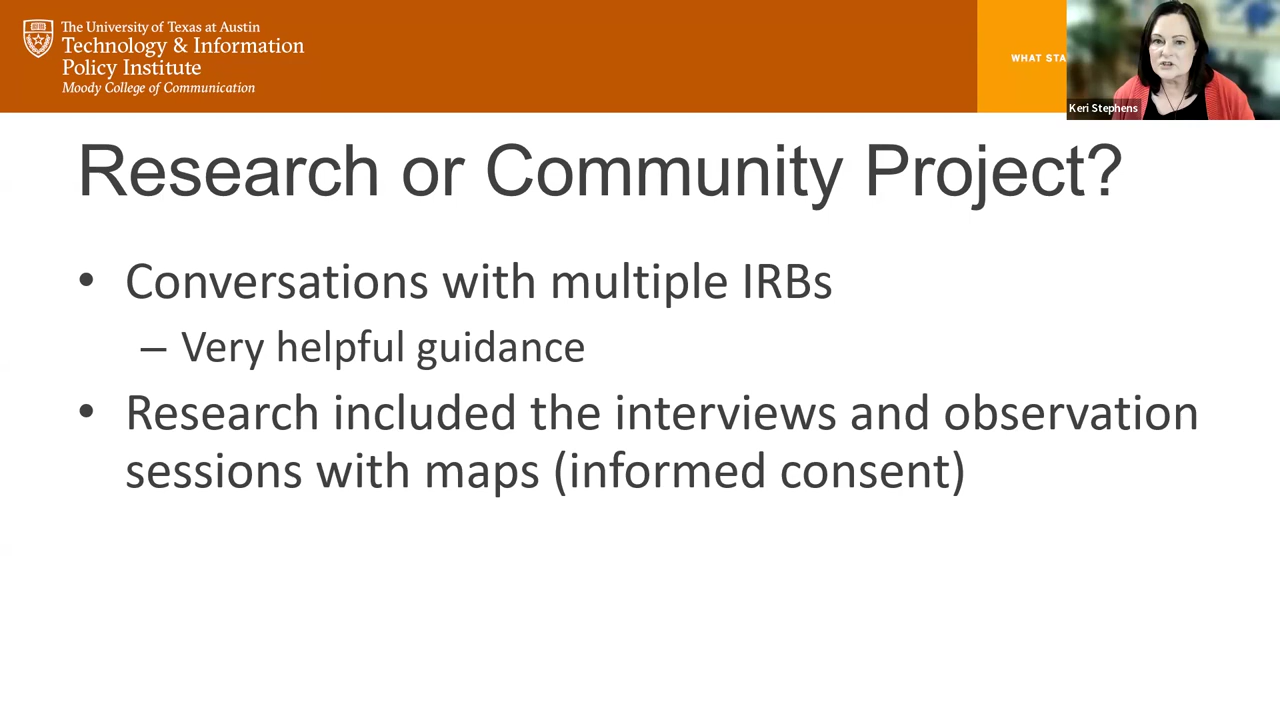 The University of Texas at Austin
Technology & Information
Policy Institute
Moody College of Communication
WHAT STA
Keri Stephens
Research or Community Project?
• Conversations with multiple IRBs
– Very helpful guidance
• Research included the interviews and observation
sessions with maps (informed consent)